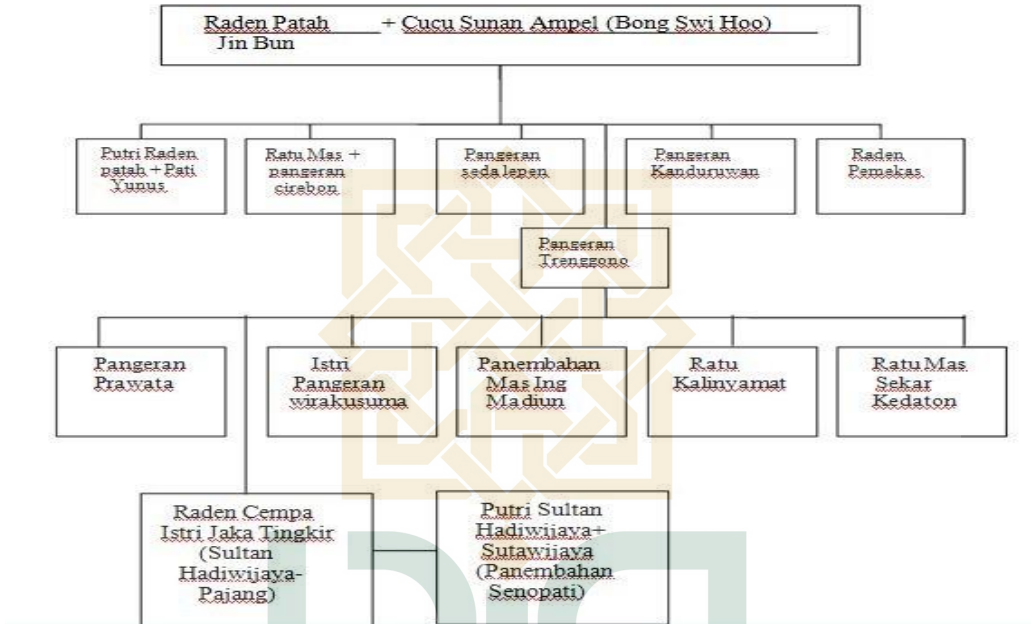 Raden Patah + Cucu Sunan Ampel (Bong Swi Hoo)
Jin Bun
Putri Raden
patah + Pati
Yunus
Ratu Mas +
pangeran
cirebon
Pangeran
seda lepen
Pangeran
Kanduruwan
Raden
Pemekas
Pangeran
Trenggono
Pangeran
Prawata
Istri
Pangeran
wirakusuma
Panembahan
Mas Ing
Madiun
Ratu
Kalinyamat
Ratu Mas
Sekar
Kedaton
Raden Cempa
Istri Jaka Tingkir
(Sultan
Hadiwijaya-
Pajang)
Putri Sultan
Hadiwijaya+
Sutawijaya
(Panembahan
Senopati)